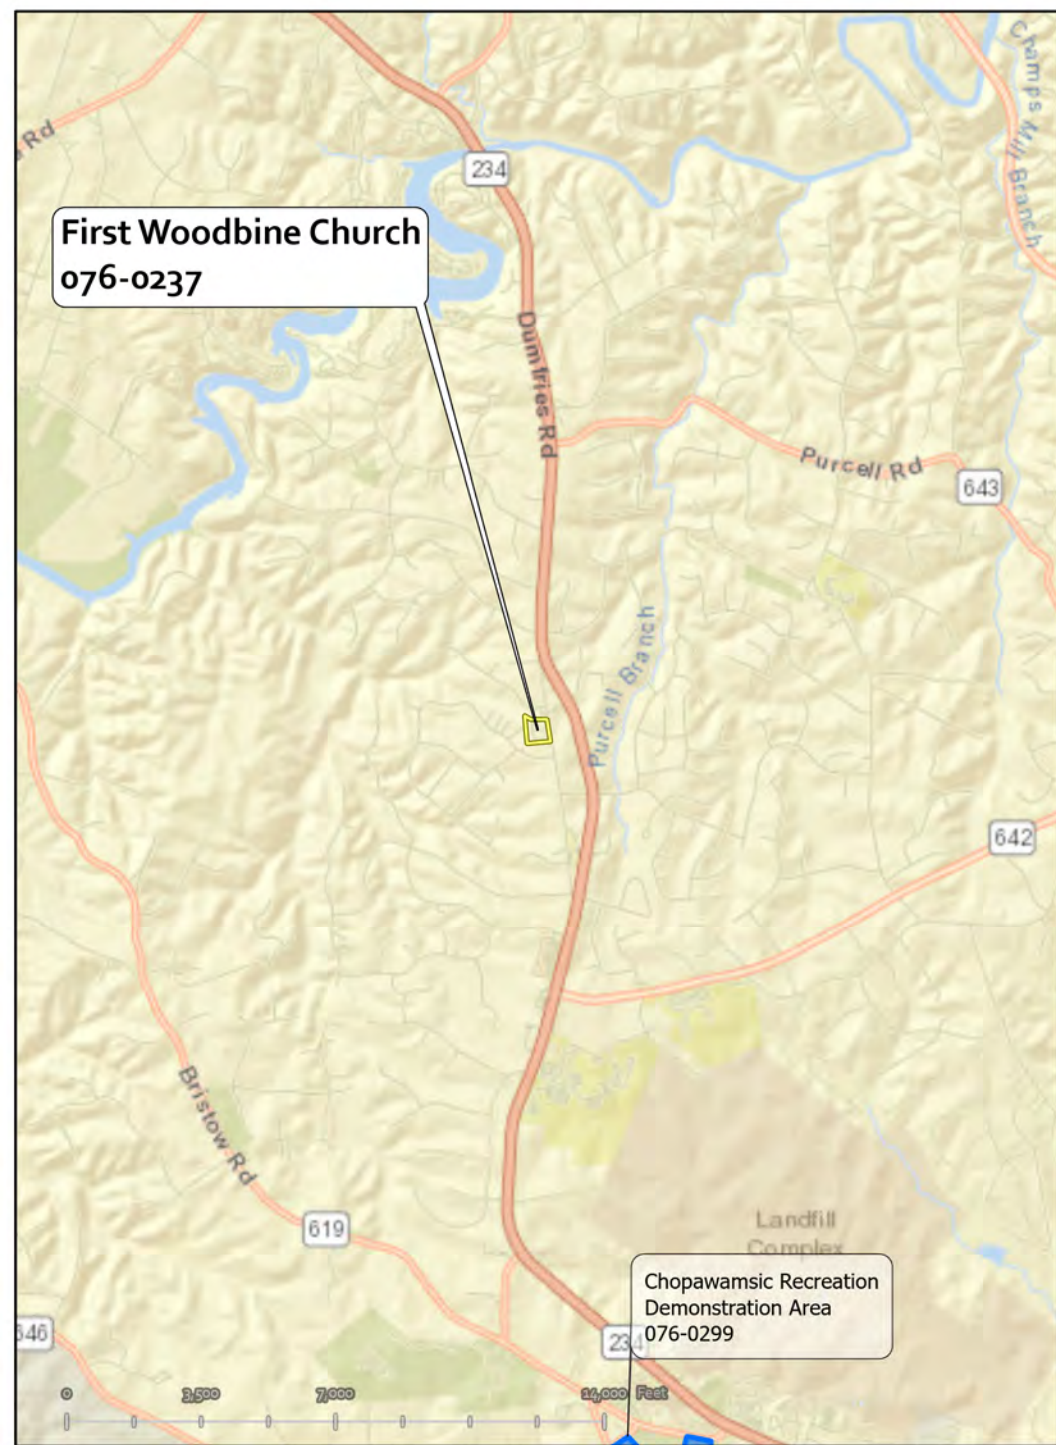 Champs Mill Branch
Rd
234
First Woodbine Church
076-0237
Dumfries Rd
Purcell Rd
643
Purcell Branch
642
Bristow Rd
619
Landfill
Complex
Chopawamsic Recreation
Demonstration Area
076-0299
234
646
0 3,500 7,000 14,000 Feet